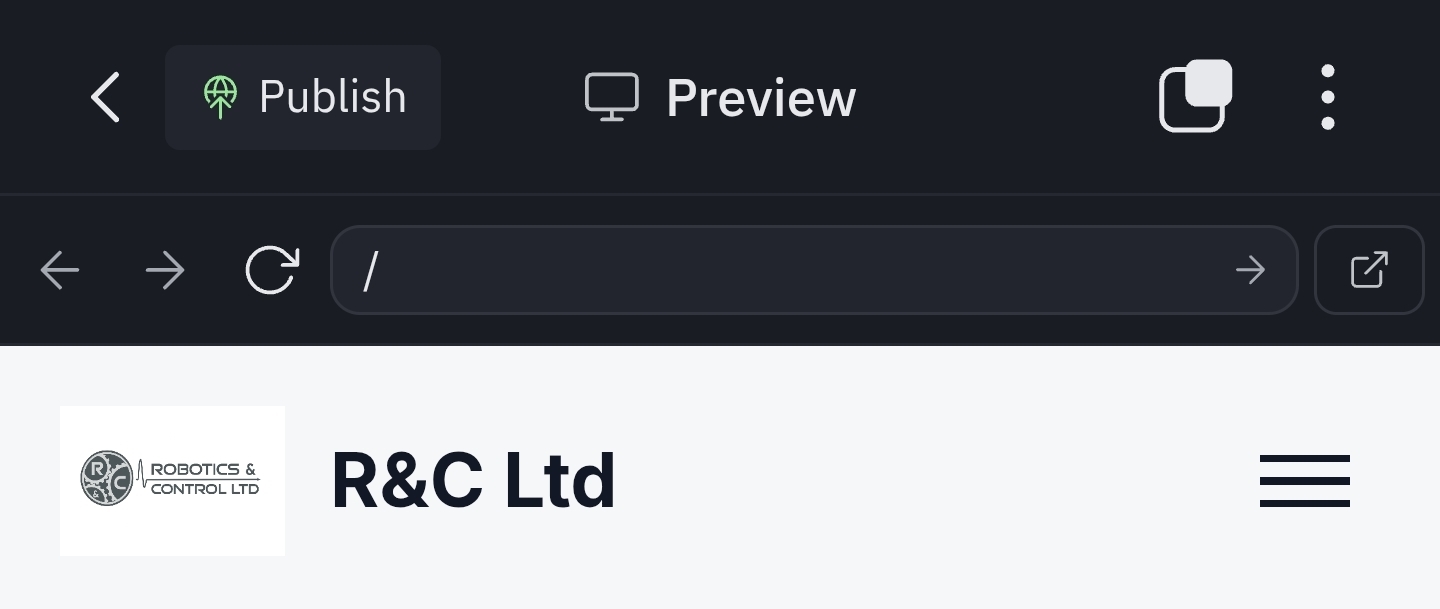 Publish
Preview
/
R
C
&
ROBOTICS &
CONTROL LTD
R&C Ltd